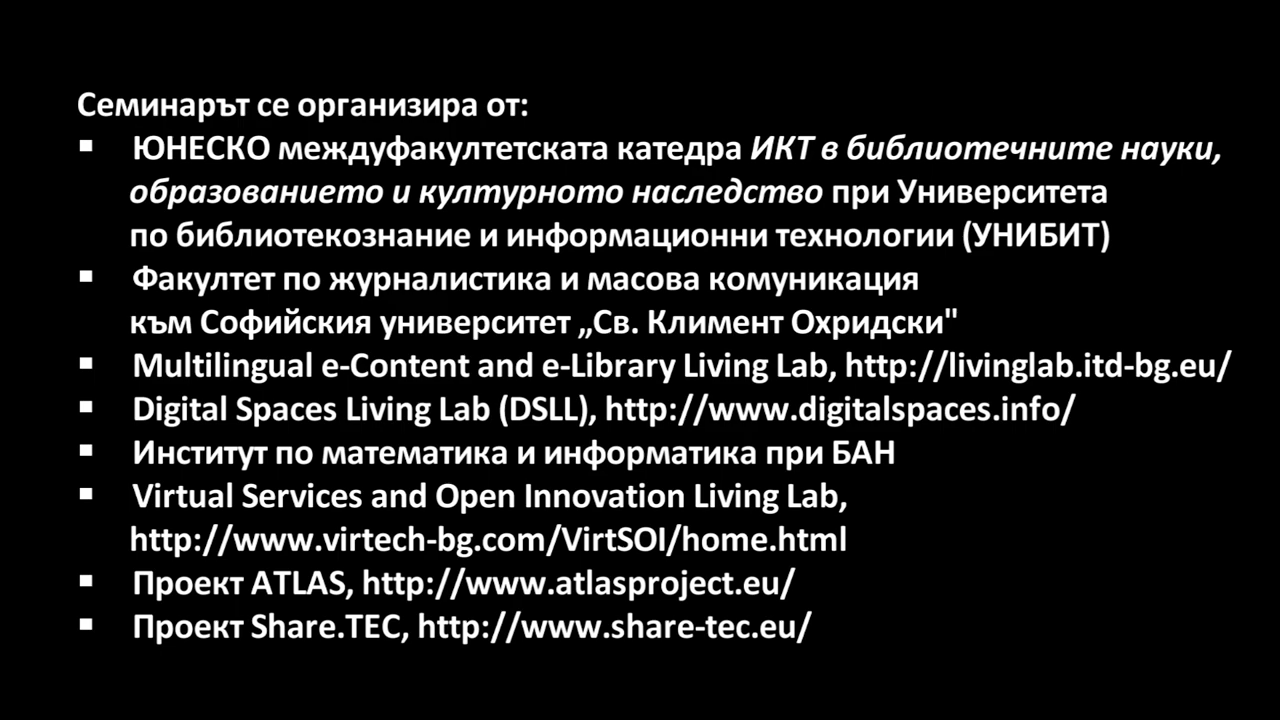 Семинарът се организира от:
▪ ЮНЕСКО междуфакултетската катедра ИКТ в библиотечните науки,
образованието и културното наследство при Университета
по библиотекознание и информационни технологии (УНИБИТ)
▪ Факултет по журналистика и масова комуникация
към Софийския университет „Св. Климент Охридски"
▪ Multilingual e-Content and e-Library Living Lab, http://livinglab.itd-bg.eu/
▪ Digital Spaces Living Lab (DSLL), http://www.digitalspaces.info/
▪ Институт по математика и информатика при БАН
▪ Virtual Services and Open Innovation Living Lab,
http://www.virtech-bg.com/VirtSOI/home.html
▪ Проект ATLAS, http://www.atlasproject.eu/
▪ Проект Share.TEC, http://www.share-tec.eu/